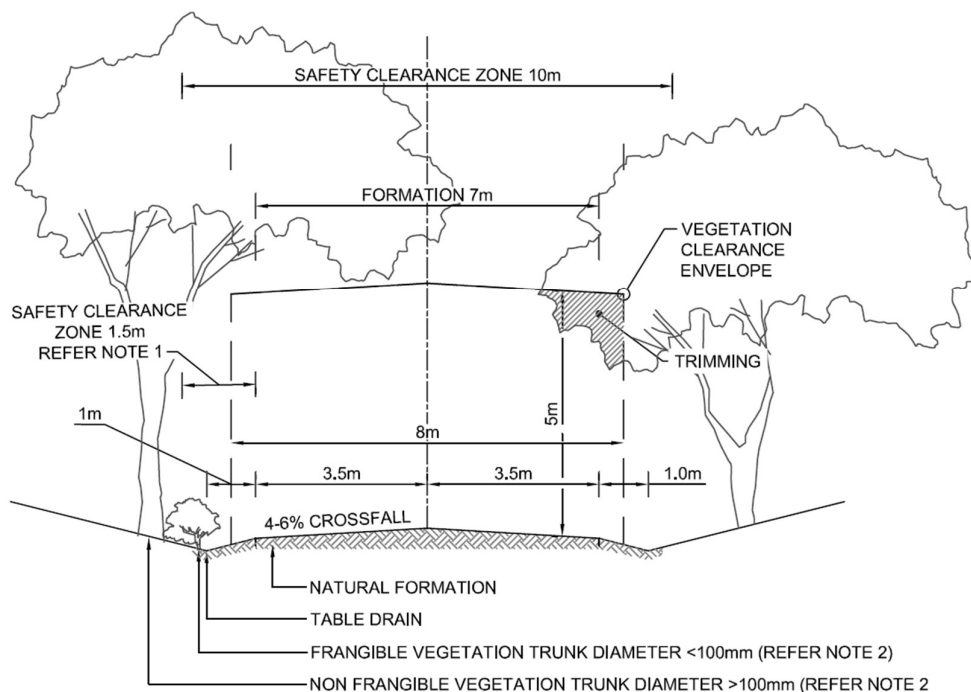 SAFETY CLEARANCE ZONE 10m
FORMATION 7m
VEGETATION
CLEARANCE
ENVELOPE
SAFETY CLEARANCE
ZONE 1.5m
REFER NOTE 1
TRIMMING
1m
5m
8m
3.5m
3.5m
1.0m
4-6% CROSSFALL
NATURAL FORMATION
TABLE DRAIN
FRANGIBLE VEGETATION TRUNK DIAMETER <100mm (REFER NOTE 2)
NON FRANGIBLE VEGETATION TRUNK DIAMETER >100mm (REFER NOTE 2